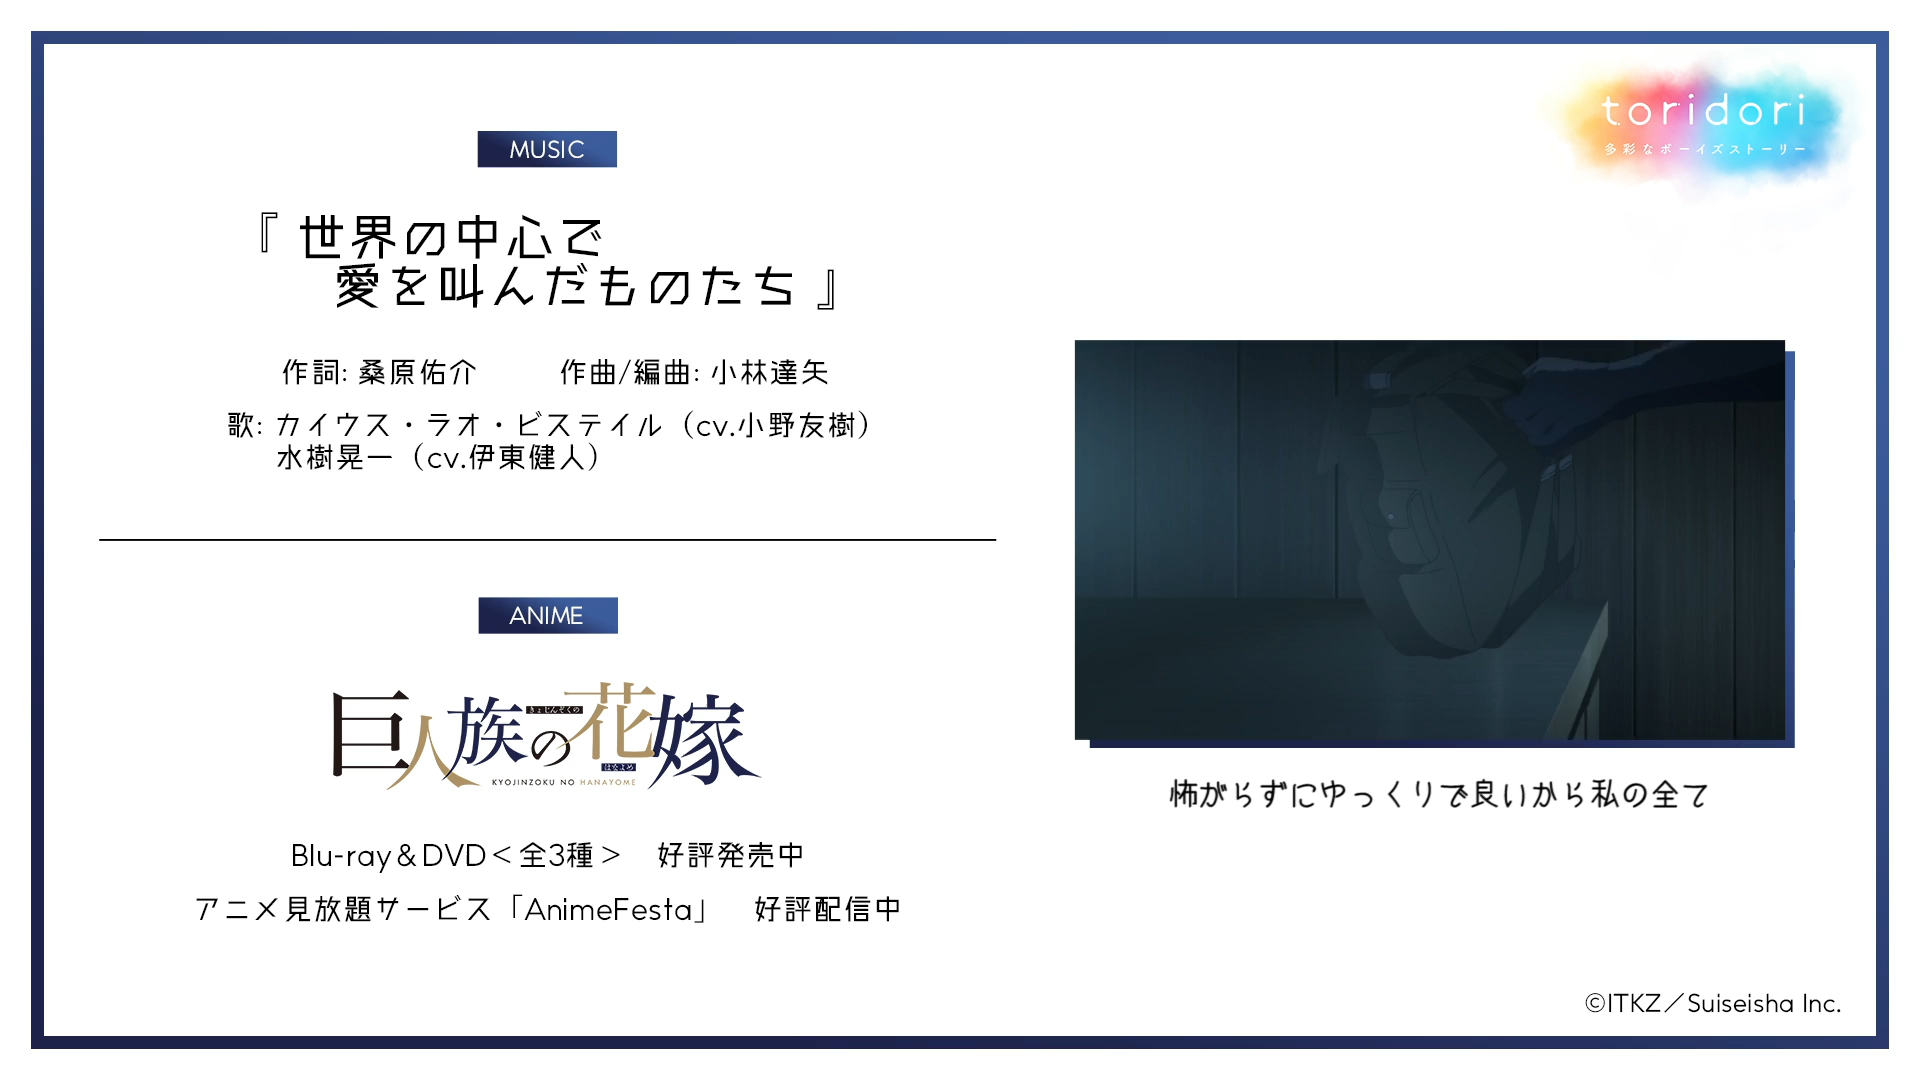 toridori
多彩なボーイズストーリー
MUSIC
『 世界の中心で
愛を叫んだものたち 』
作詞: 桑原佑介 作曲/編曲: 小林達矢
歌: カイウス・ラオ・ビステイル（cv.小野友樹）
水樹晃一（cv.伊東健人）
ANIME
巨人族の花嫁
きょじんぞくの
はなよめ
KYOJINZOKU NO HANAYOME
Blu-ray＆DVD＜全3種＞ 好評発売中
アニメ見放題サービス「AnimeFesta」 好評配信中
怖がらずにゆっくりで良いから私の全て
©ITKZ／Suiseisha Inc.